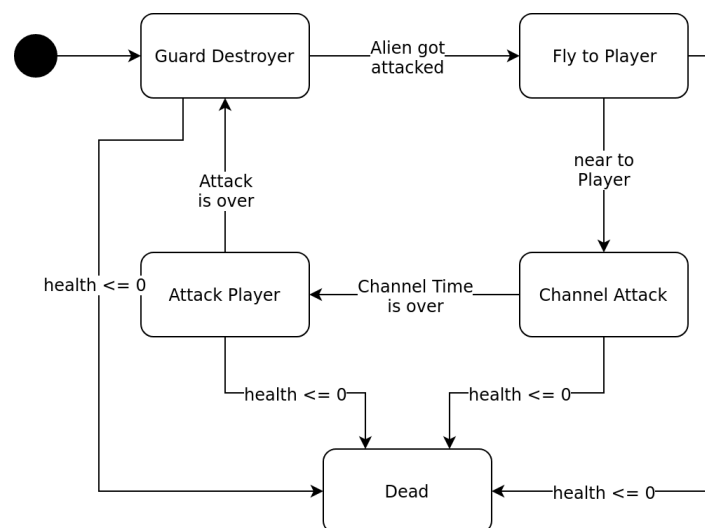 Guard Destroyer
Alien got
attacked
Fly to Player
near to
Player
Attack
is over
health <= 0
Attack Player
Channel Time
is over
Channel Attack
health <= 0
health <= 0
Dead
health <= 0